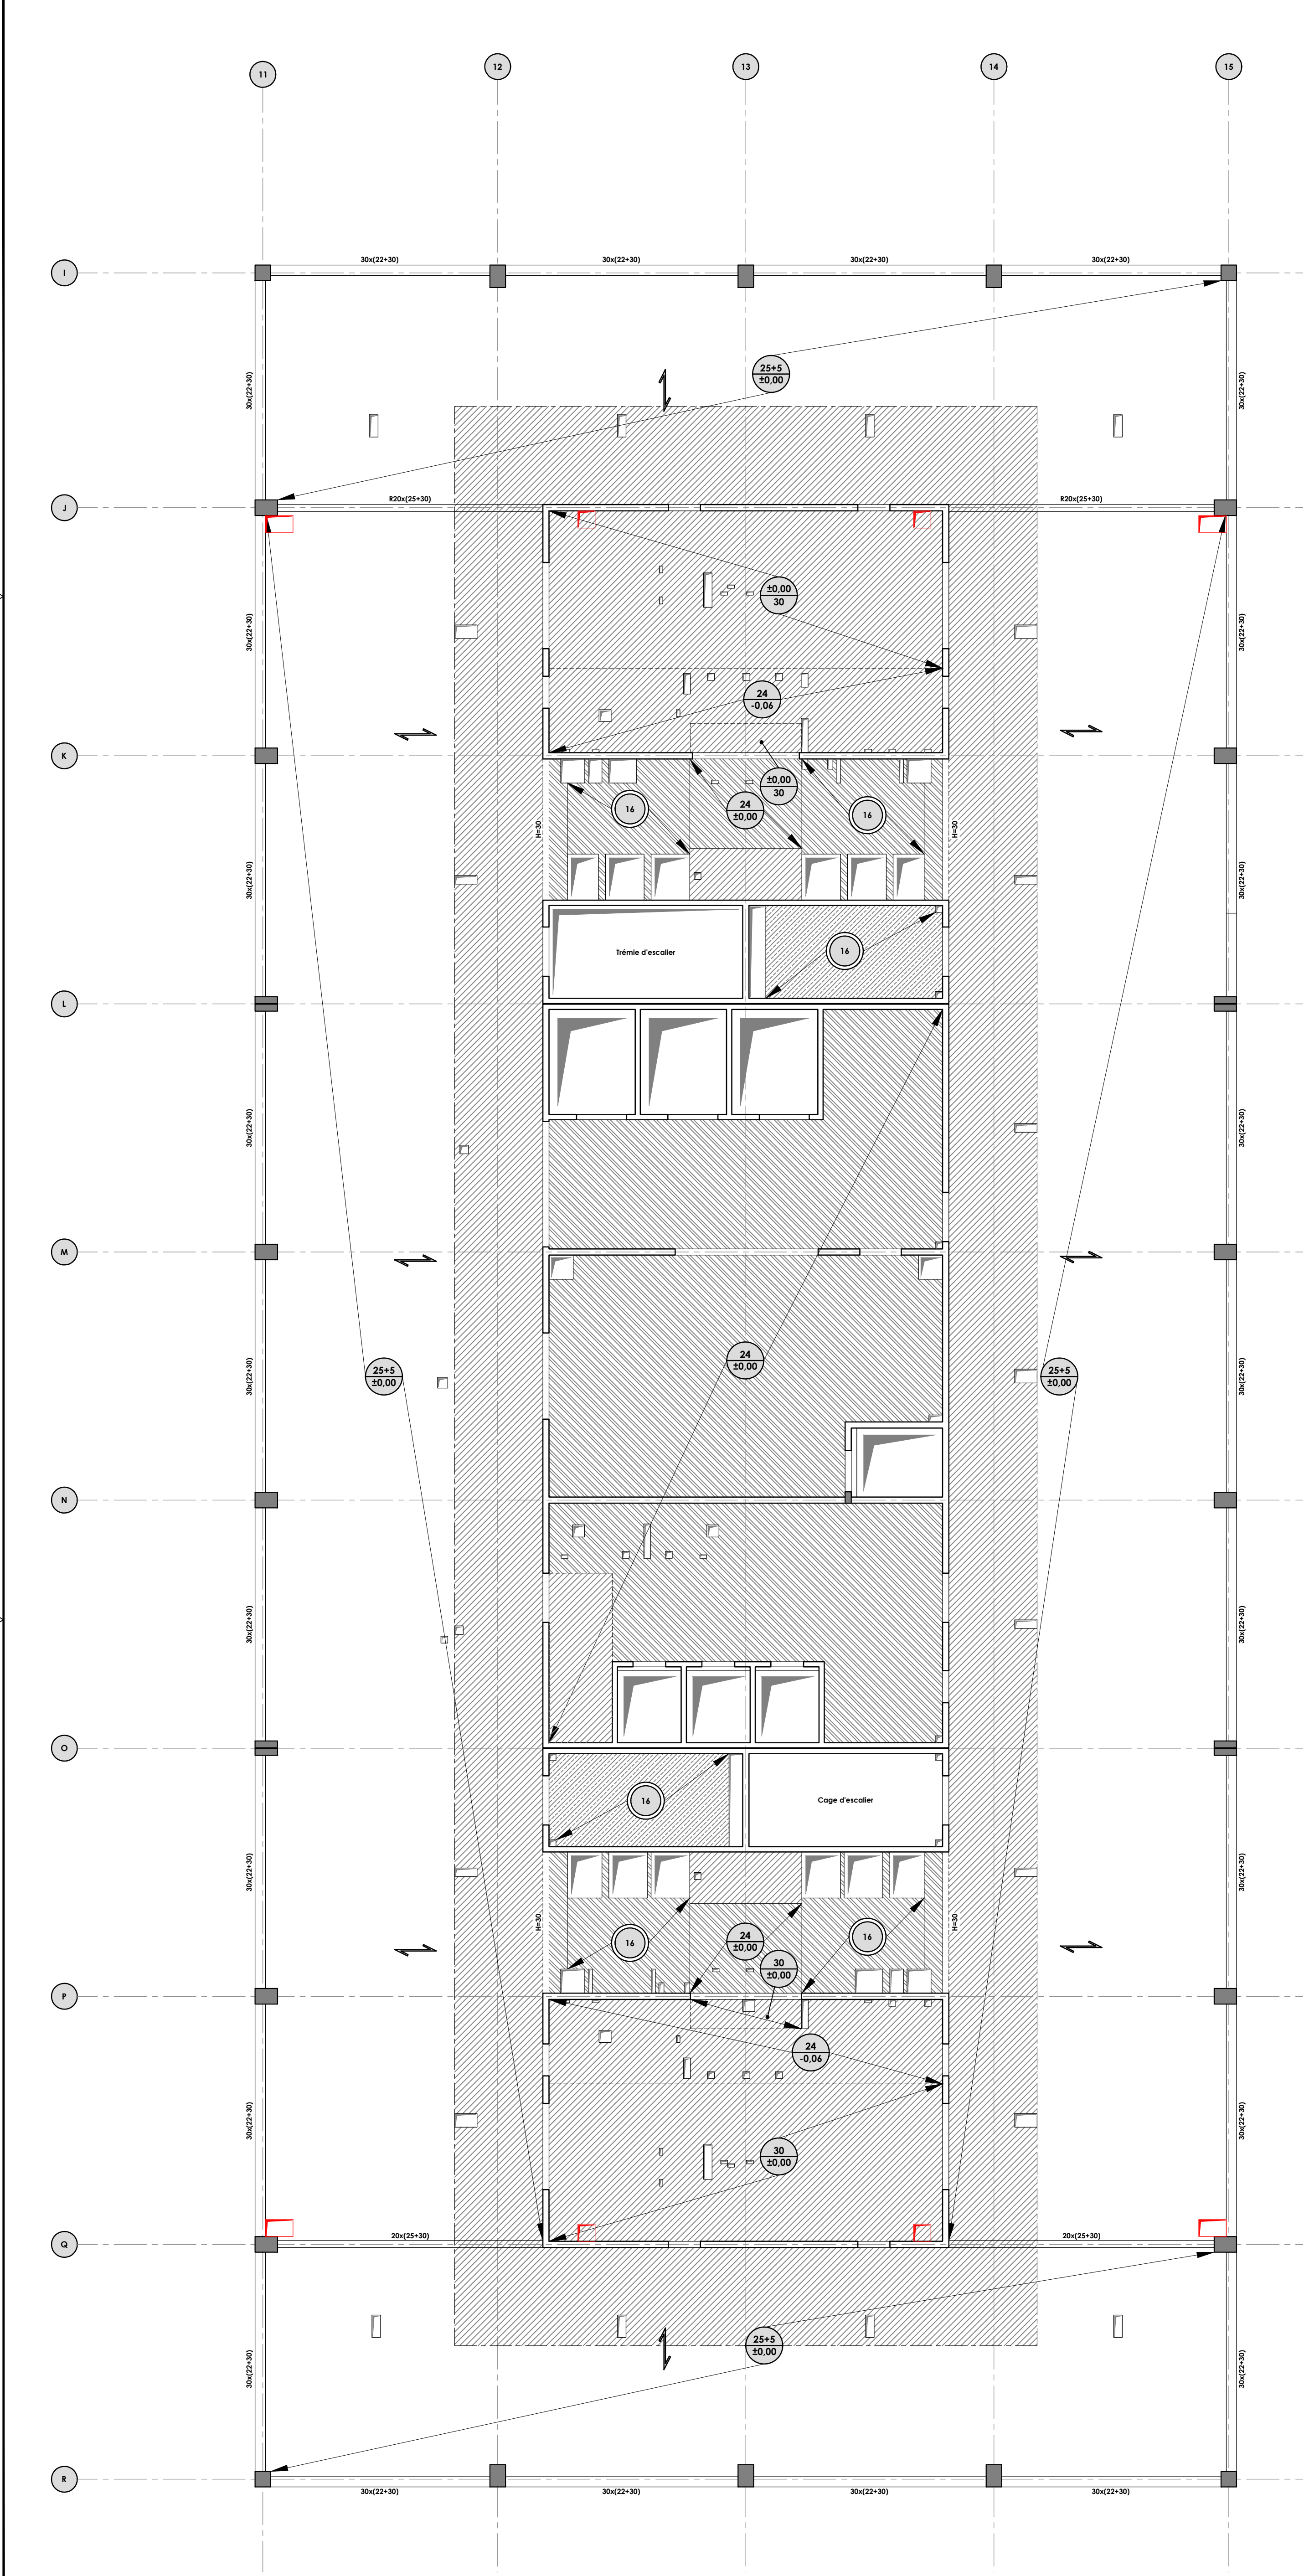 11
12
13
14
15
I
30x(22+30)
30x(22+30)
30x(22+30)
30x(22+30)
30x(22+30)
25+5
±0,00
30x(22+30)
J
R20x(25+30)
R20x(25+30)
30x(22+30)
±0,00
30
30x(22+30)
24
-0,06
K
±0,00
30
16
24
±0,00
16
H=30
H=30
30x(22+30)
30x(22+30)
Trémie d'escalier
16
L
30x(22+30)
30x(22+30)
M
24
±0,00
30x(22+30)
25+5
±0,00
25+5
±0,00
30x(22+30)
N
30x(22+30)
30x(22+30)
O
16
Cage d'escalier
30x(22+30)
30x(22+30)
H=30
H=30
16
24
±0,00
16
30
±0,00
P
24
-0,06
30x(22+30)
30x(22+30)
30
±0,00
Q
20x(25+30)
20x(25+30)
25+5
±0,00
30x(22+30)
30x(22+30)
R
30x(22+30)
30x(22+30)
30x(22+30)
30x(22+30)